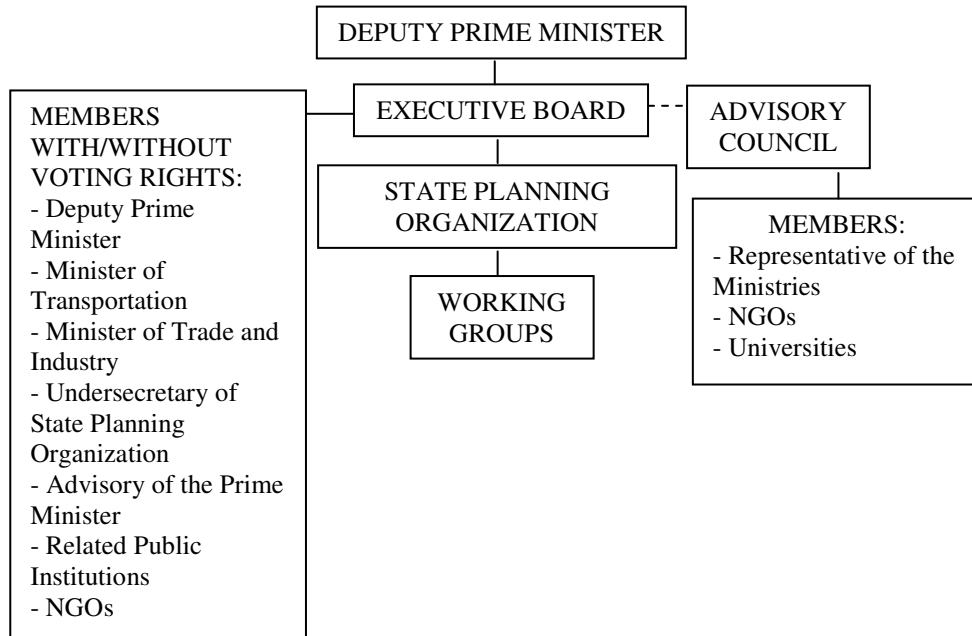 DEPUTY PRIME MINISTER
EXECUTIVE BOARD
ADVISORY
COUNCIL
MEMBERS
WITH/WITHOUT
VOTING RIGHTS:
- Deputy Prime
Minister
- Minister of
Transportation
- Minister of Trade and
Industry
- Undersecretary of
State Planning
Organization
- Advisory of the Prime
Minister
- Related Public
Institutions
- NGOs
STATE PLANNING
ORGANIZATION
WORKING
GROUPS
MEMBERS:
- Representative of the
Ministries
- NGOs
- Universities